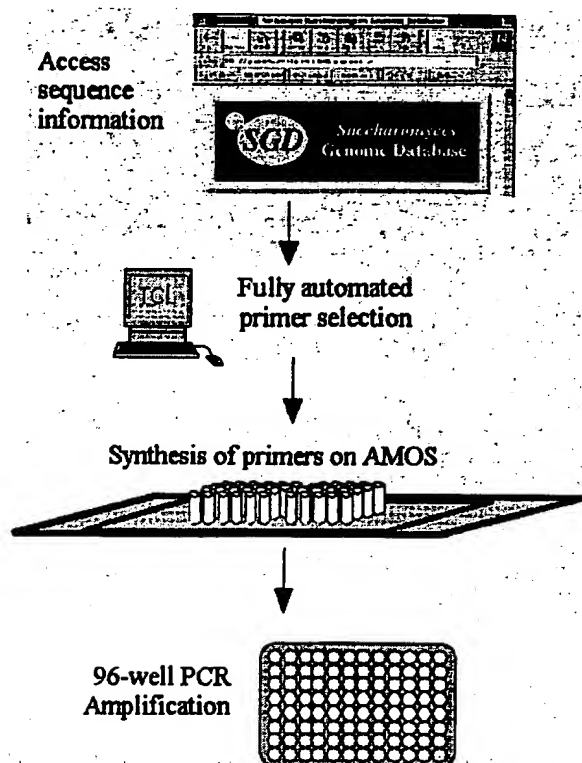 Access
sequence
information
SGD
Saccharomyces
Genomic Database
TCL
Fully automated
primer selection
Synthesis of primers on AMOS
96-well PCR
Amplification